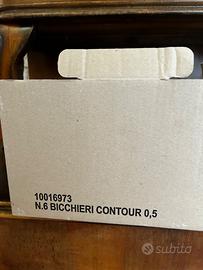 10016973
N.6 BICCHIERI CONTOUR 0,5
subito